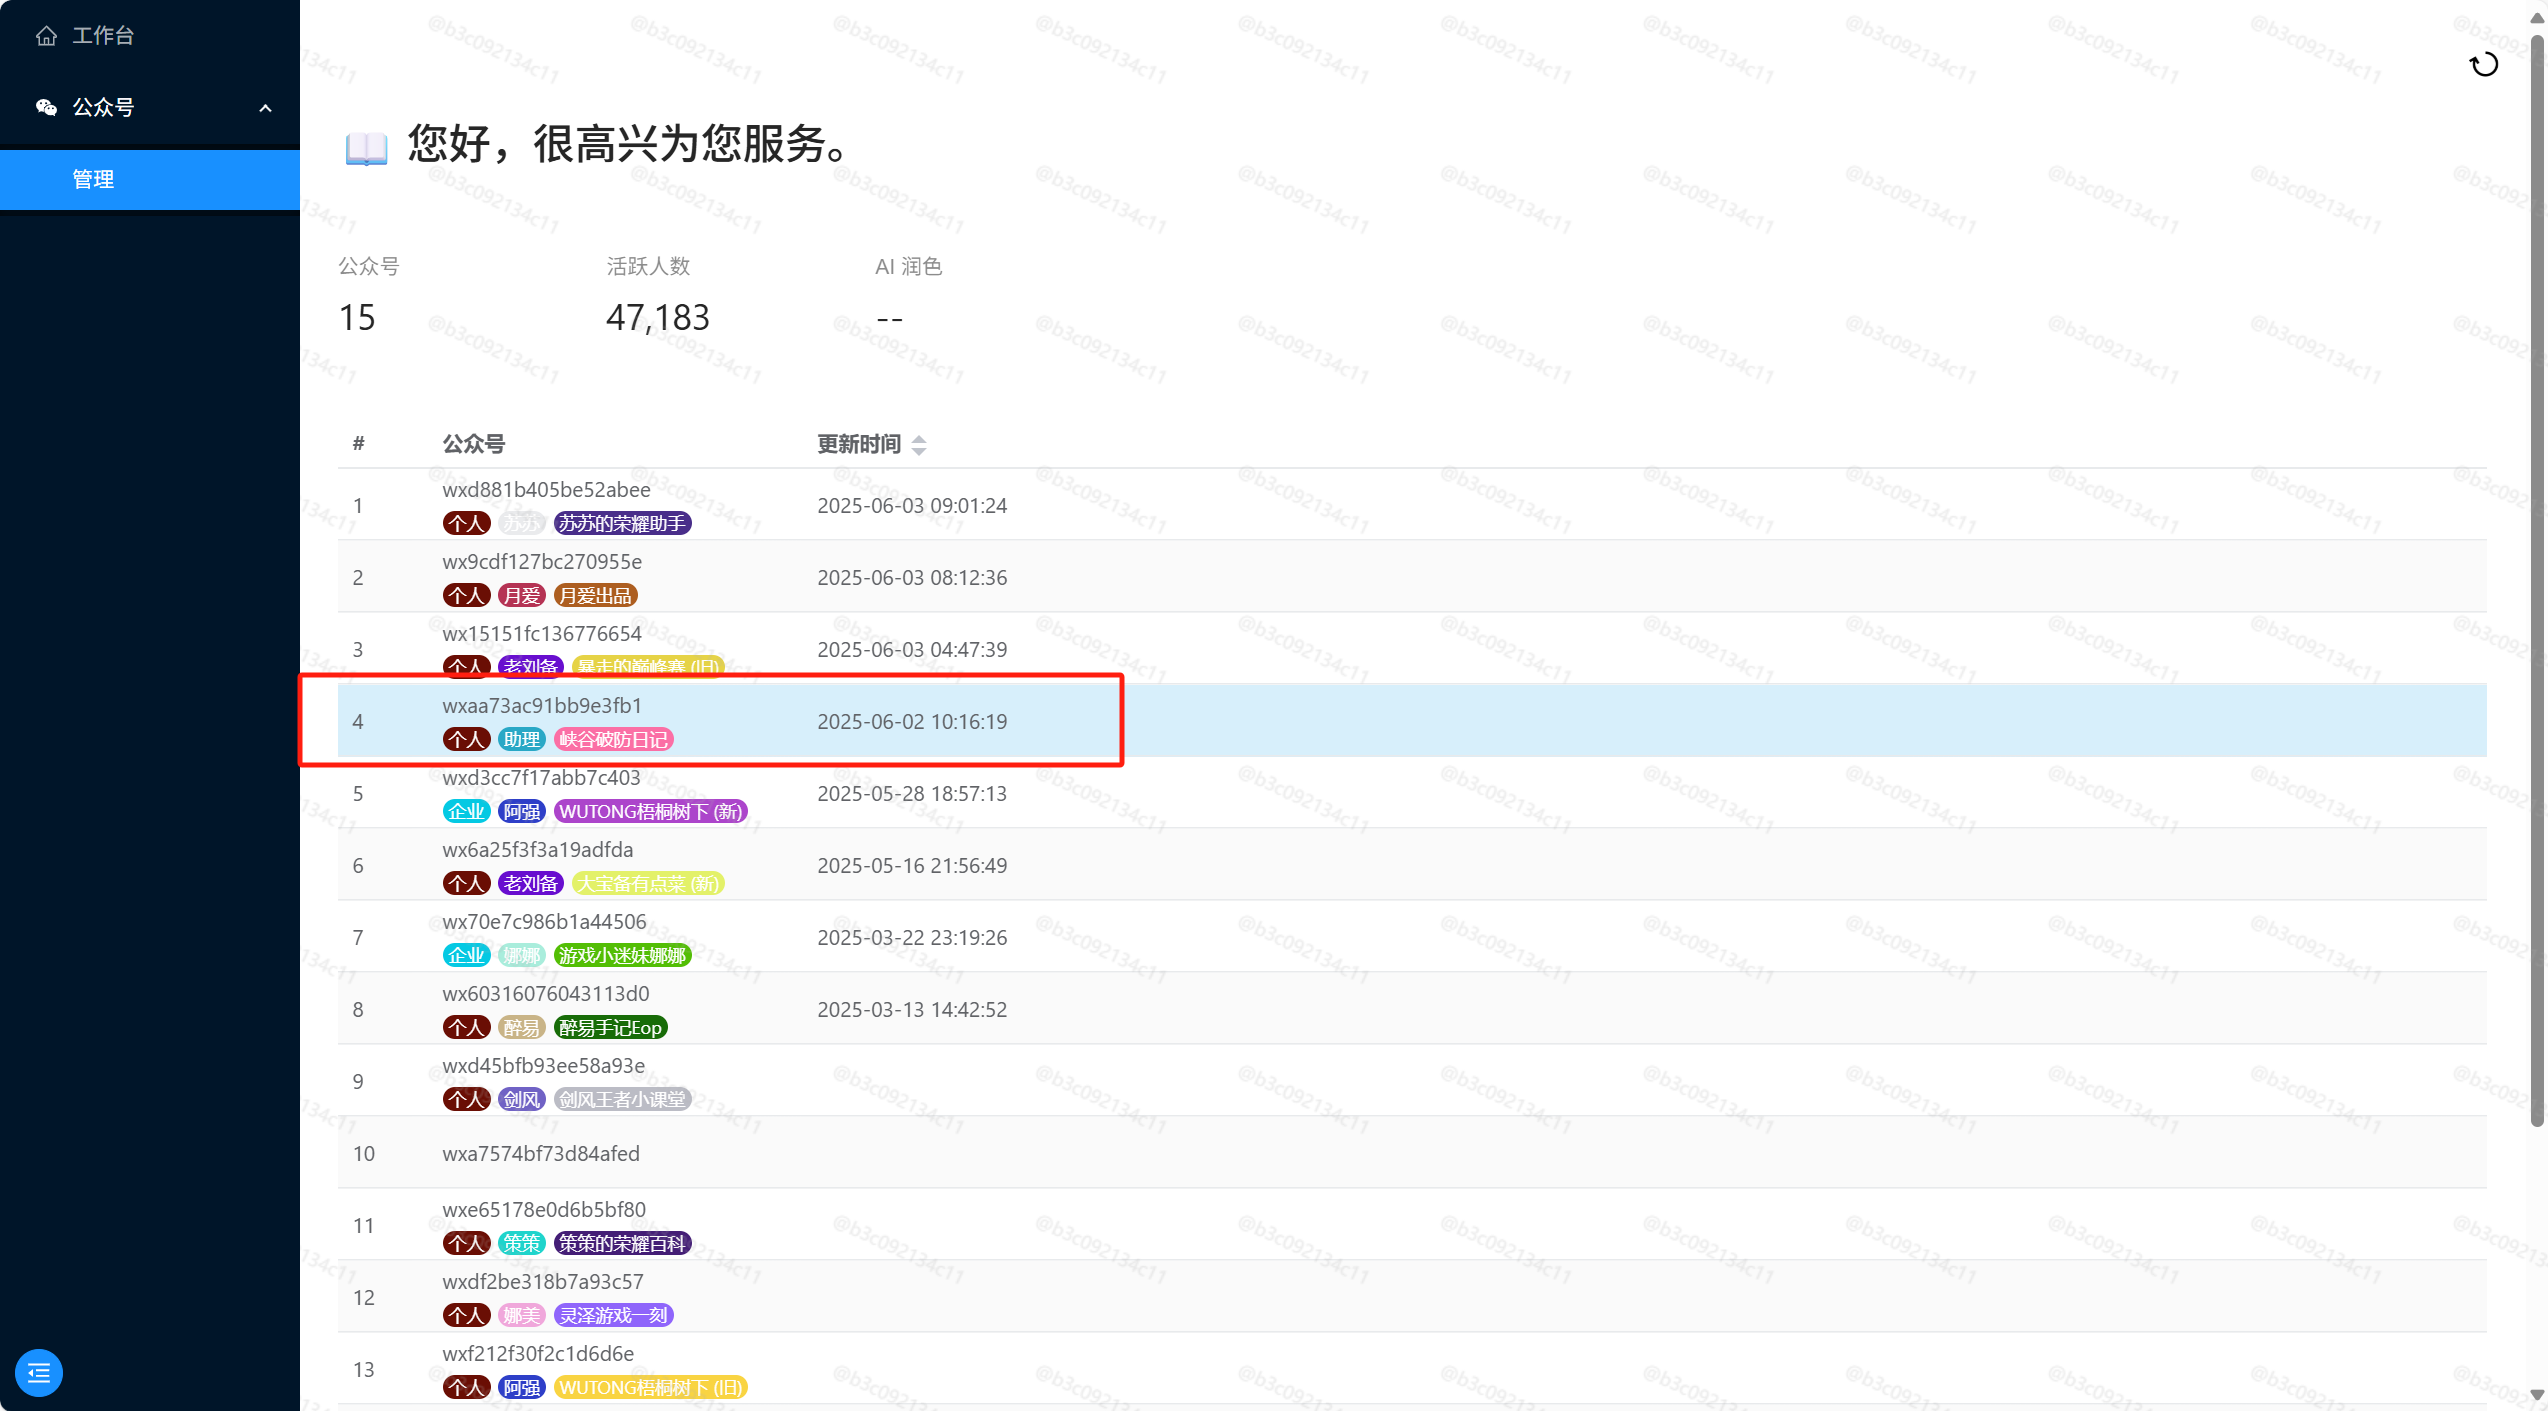 工作台
公众号
管理
您好，很高兴为您服务。
公众号 活跃人数 AI 润色
15 47,183 --
# 公众号 更新时间
1 wxd881b405be52abee 2025-06-03 09:01:24
个人 苏苏 苏苏的荣耀助手
2 wx9cdf127bc270955e 2025-06-03 08:12:36
个人 月爱 月爱出品
3 wx15151fc136776654 2025-06-03 04:47:39
个人 老刘备 暴走的巅峰赛 (旧)
4 wxaa73ac91bb9e3fb1 2025-06-02 10:16:19
个人 助理 峡谷破防日记
5 wxd3cc7f17abb7c403 2025-05-28 18:57:13
企业 阿强 WUTONG梧桐树下 (新)
6 wx6a25f3f3a19adfda 2025-05-16 21:56:49
个人 老刘备 大宝备有点菜 (新)
7 wx70e7c986b1a44506 2025-03-22 23:19:26
企业 娜娜 游戏小迷妹娜娜
8 wx60316076043113d0 2025-03-13 14:42:52
个人 醉易 醉易手记Eop
9 wxd45bfb93ee58a93e
个人 剑风 剑风王者小课堂
10 wxa7574bf73d84afed
11 wxe65178e0d6b5bf80
个人 策策 策策的荣耀百科
12 wxdf2be318b7a93c57
个人 娜美 灵泽游戏一刻
13 wxf212f30f2c1d6d6e
个人 阿强 WUTONG梧桐树下 (旧)
@b3c092134c11